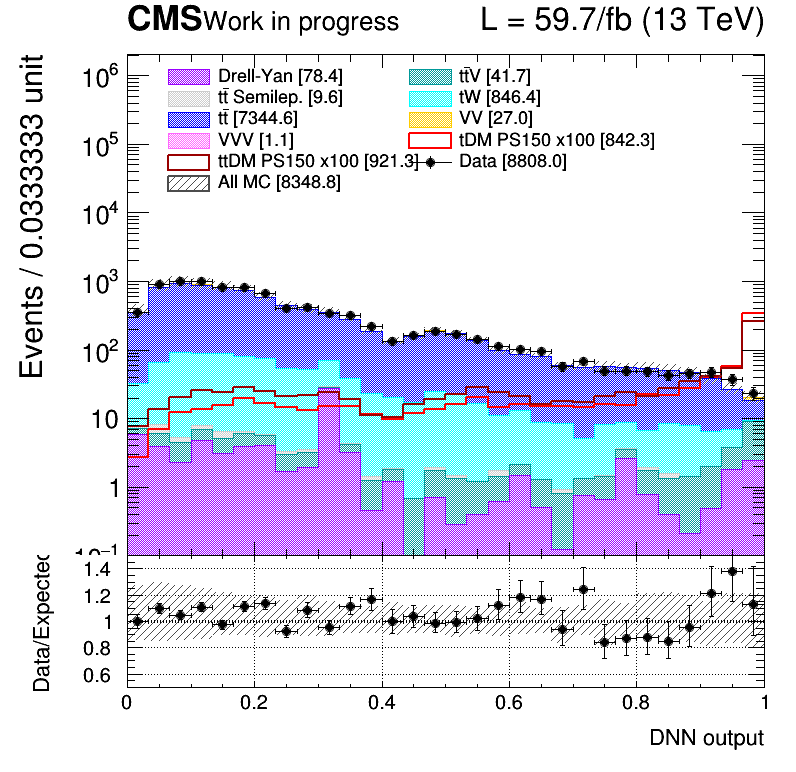 CMS Work in progress L = 59.7/fb (13 TeV)
Events / 0.0333333 unit
10⁶
10⁵
10⁴
10³
10²
10
1
10⁻¹
Drell-Yan [78.4] tt̄V [41.7]
tt̄ Semilep. [9.6] tW [846.4]
tt̄ [7344.6] VV [27.0]
VVV [1.1] tDM PS150 x100 [842.3]
ttDM PS150 x100 [921.3] Data [8808.0]
All MC [8348.8]
Data/Expected
1.4
1.2
1
0.8
0.6
0 0.2 0.4 0.6 0.8 1
DNN output